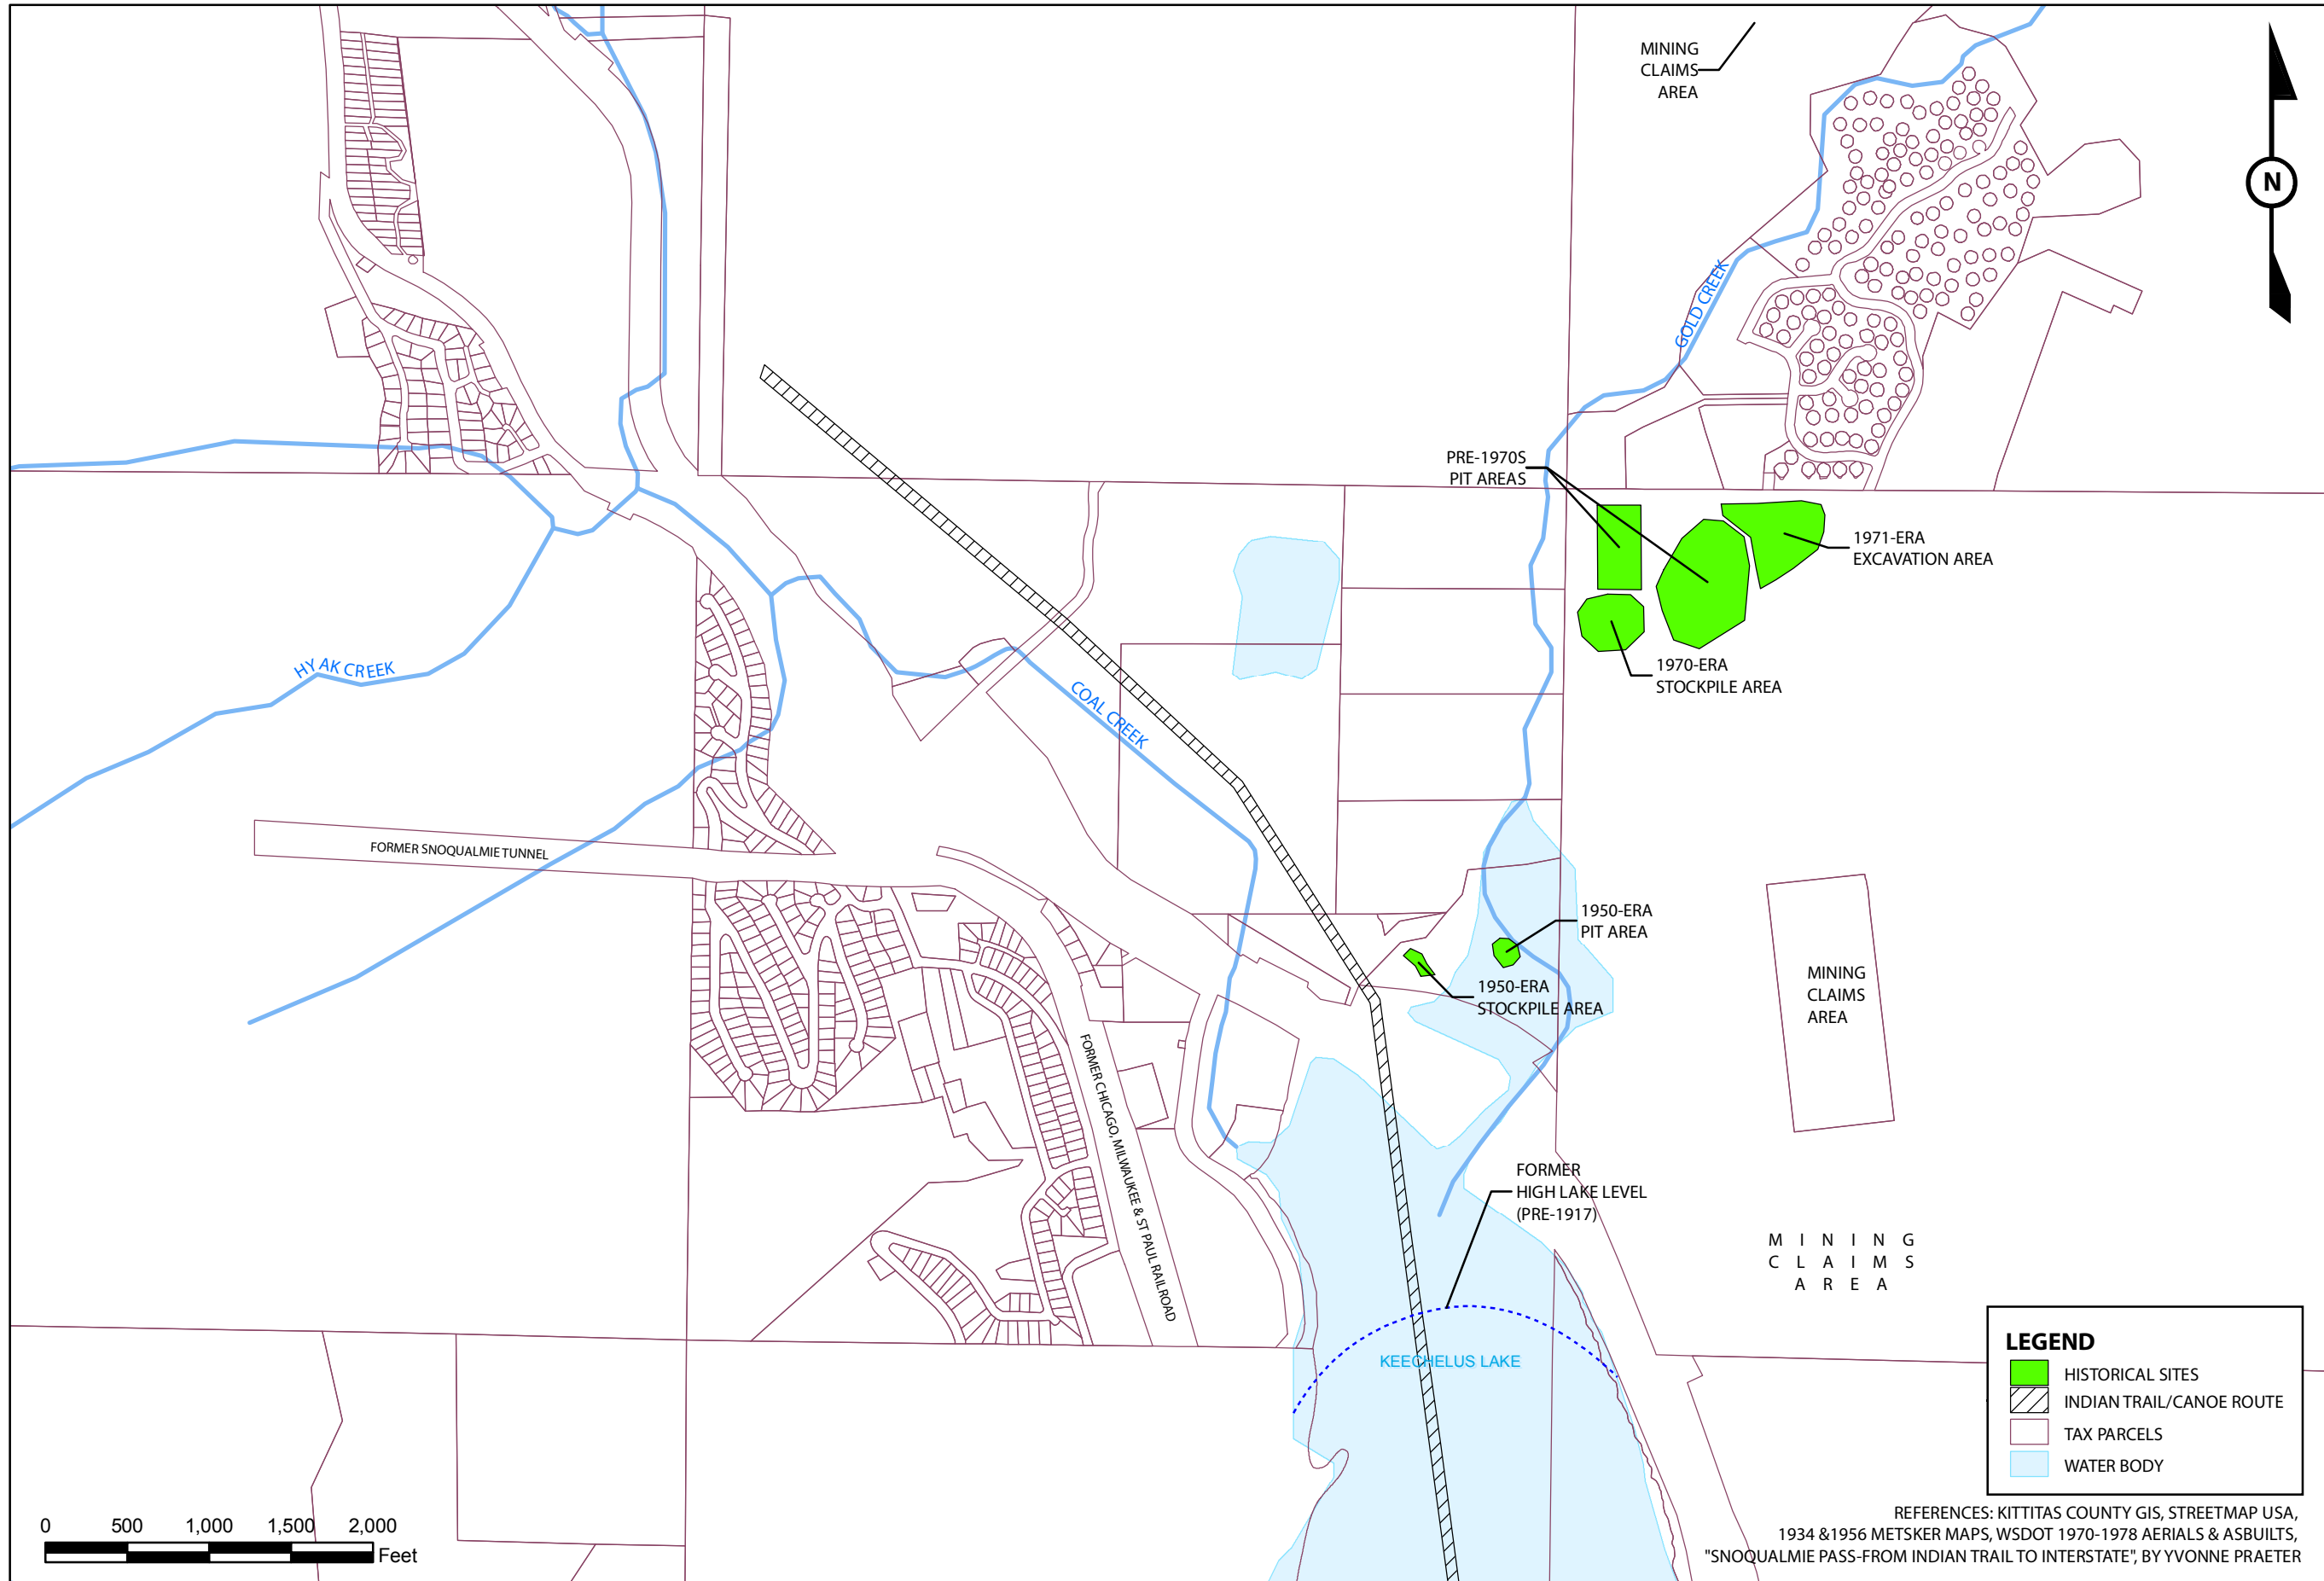 MINING
CLAIMS
AREA
N
GOLD CREEK
PRE-1970S
PIT AREAS
1971-ERA
EXCAVATION AREA
1970-ERA
STOCKPILE AREA
HYAK CREEK
COAL CREEK
FORMER SNOQUALMIE TUNNEL
1950-ERA
PIT AREA
1950-ERA
STOCKPILE AREA
MINING
CLAIMS
AREA
FORMER CHICAGO, MILWAUKEE & ST PAUL RAILROAD
FORMER
HIGH LAKE LEVEL
(PRE-1917)
MINING
CLAIMS
AREA
KEECHELUS LAKE
LEGEND
HISTORICAL SITES
INDIAN TRAIL/CANOE ROUTE
TAX PARCELS
WATER BODY
0 500 1,000 1,500 2,000
Feet
REFERENCES: KITTITAS COUNTY GIS, STREETMAP USA,
1934 &1956 METSKER MAPS, WSDOT 1970-1978 AERIALS & ASBUILTS,
"SNOQUALMIE PASS-FROM INDIAN TRAIL TO INTERSTATE", BY YVONNE PRAETER